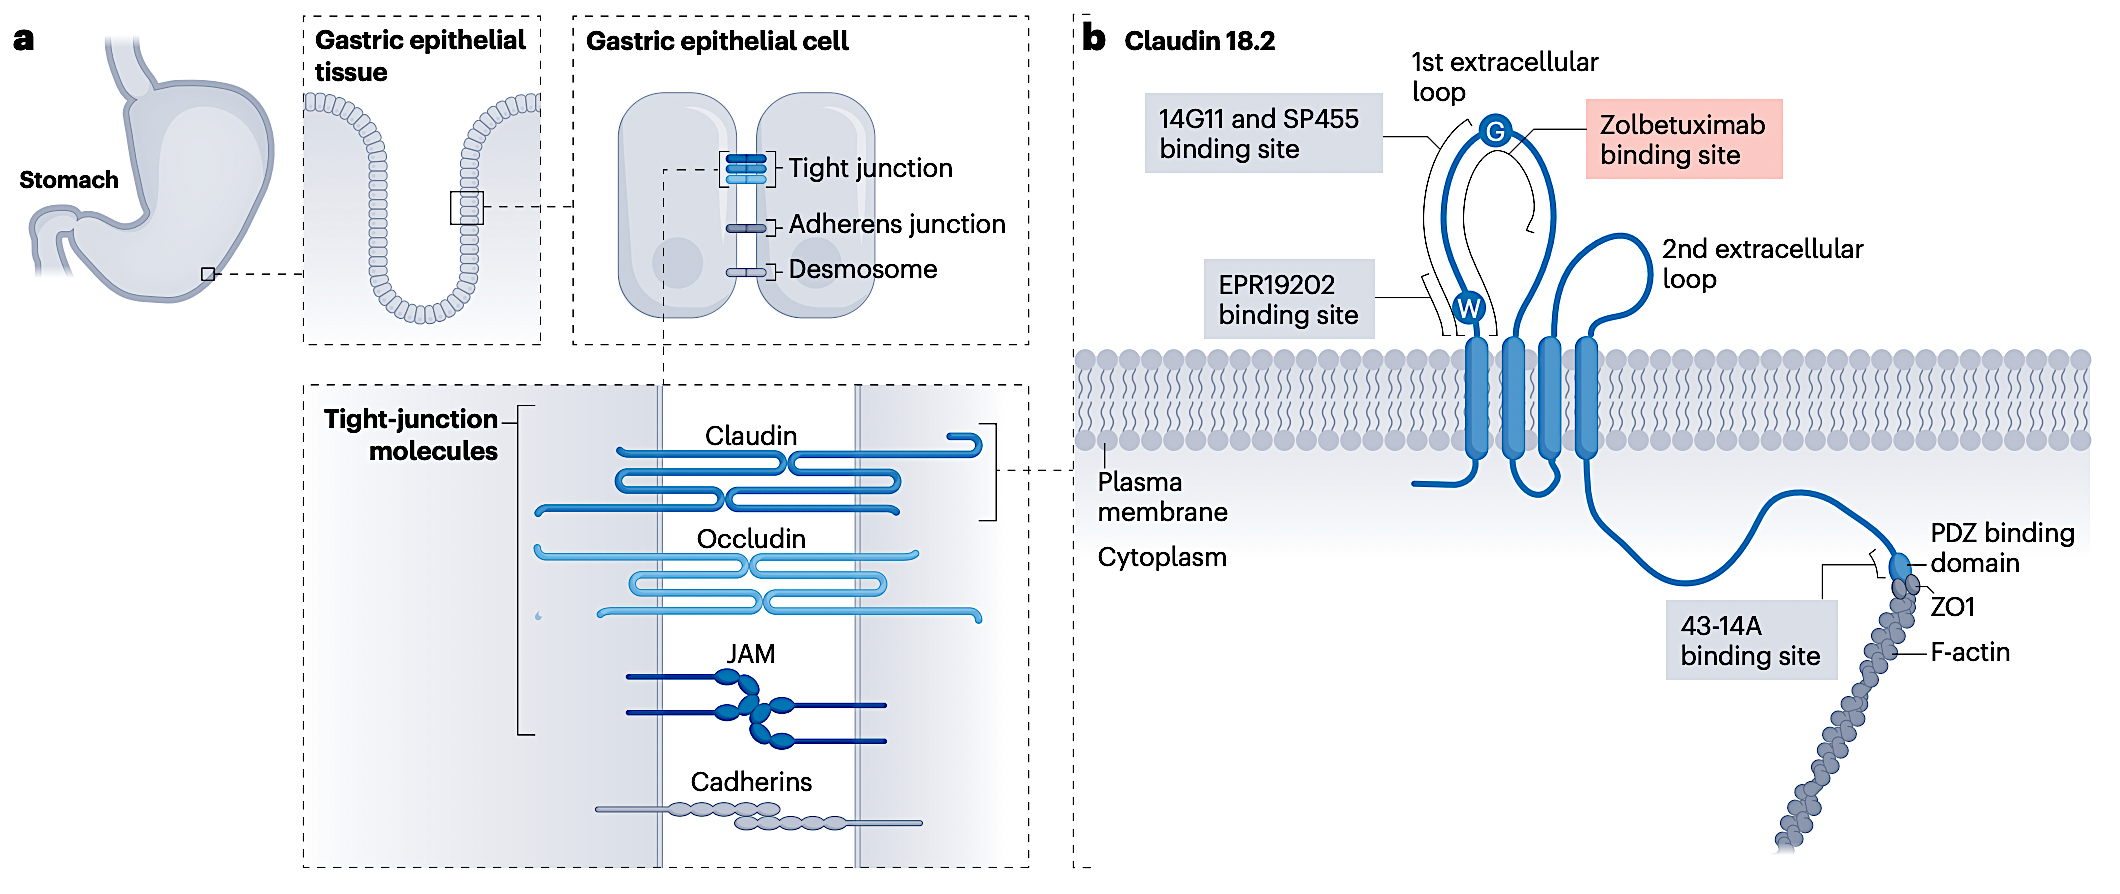 a
Stomach
Gastric epithelial
tissue
Gastric epithelial cell
Tight junction
Adherens junction
Desmosome
Tight-junction
molecules
Claudin
Occludin
JAM
Cadherins
b Claudin 18.2
1st extracellular
loop
14G11 and SP455
binding site
G
Zolbetuximab
binding site
EPR19202
binding site
W
2nd extracellular
loop
Plasma
membrane
Cytoplasm
PDZ binding
domain
ZO1
43-14A
binding site
F-actin